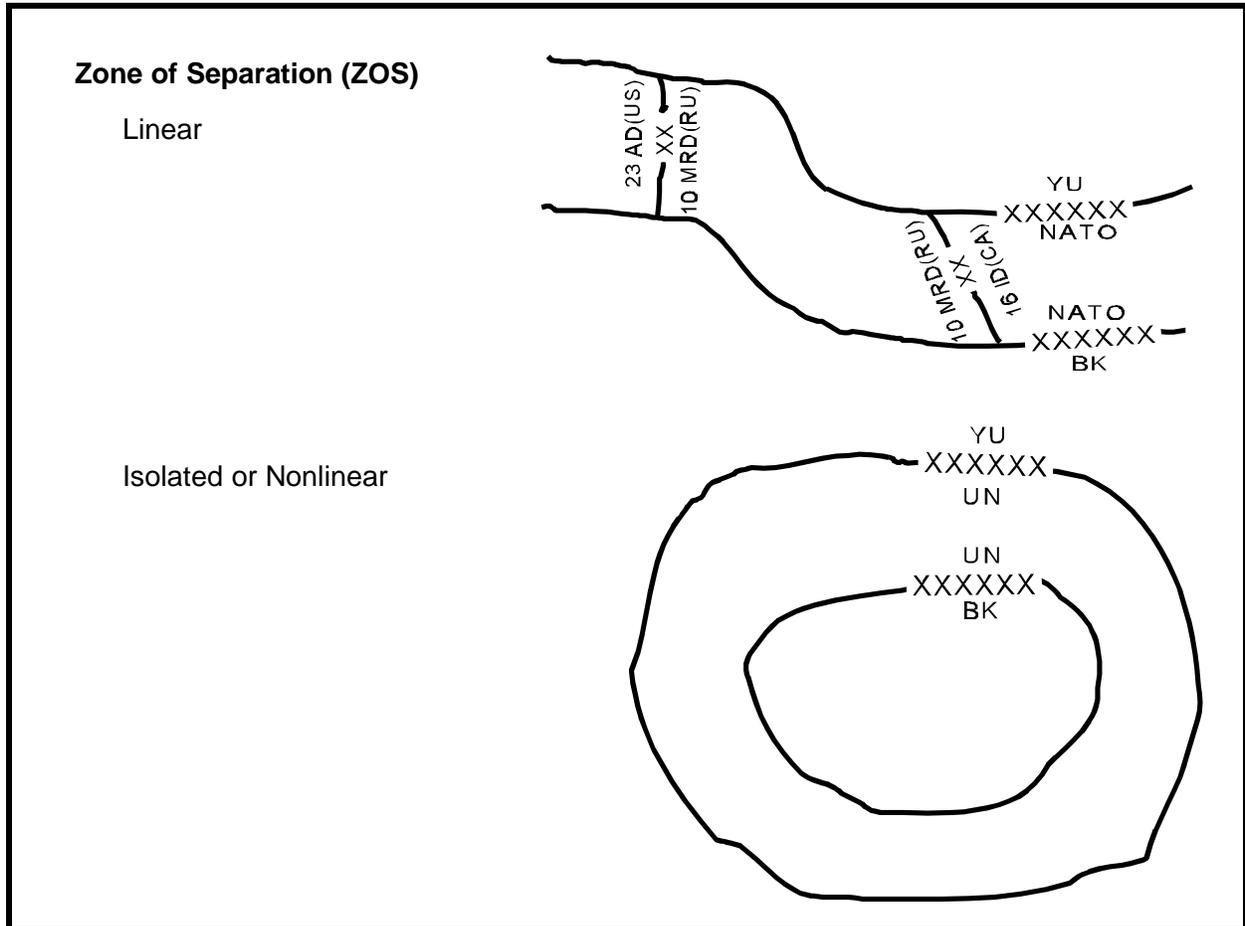 Zone of Separation (ZOS)
Linear
23 AD(US)
XX
10 MRD(RU)
YU
XXXXXX
NATO
10 MRD(RU)
XX
16 ID(CA)
NATO
XXXXXX
BK
Isolated or Nonlinear
YU
XXXXXX
UN
UN
XXXXXX
BK